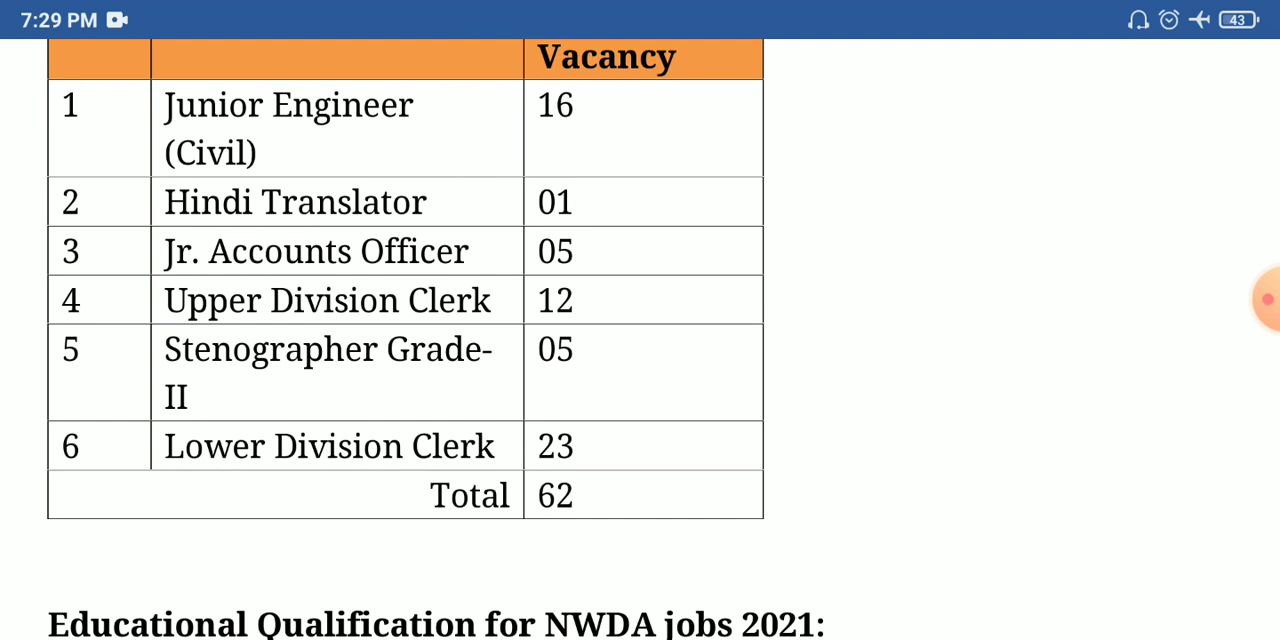 7:29 PM
43
Vacancy
1 Junior Engineer 16
(Civil)
2 Hindi Translator 01
3 Jr. Accounts Officer 05
4 Upper Division Clerk 12
5 Stenographer Grade- 05
II
6 Lower Division Clerk 23
Total 62
Educational Qualification for NWDA jobs 2021: